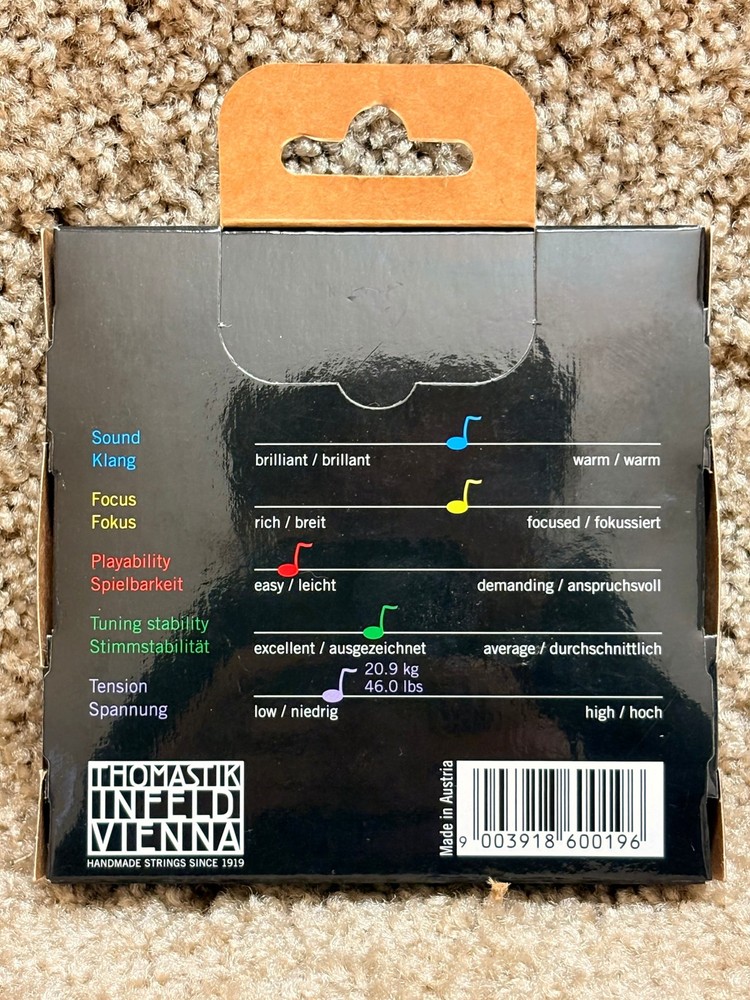 Sound
Klang
brilliant / brillant warm / warm
Focus
Fokus
rich / breit focused / fokussiert
Playability
Spielbarkeit
easy / leicht demanding / anspruchsvoll
Tuning stability
Stimmstabilität
excellent / ausgezeichnet average / durchschnittlich
Tension
Spannung
20.9 kg
46.0 lbs
low / niedrig high / hoch
THOMASTIK
INFELD
VIENNA
HANDMADE STRINGS SINCE 1919
Made in Austria
9 003918 600196